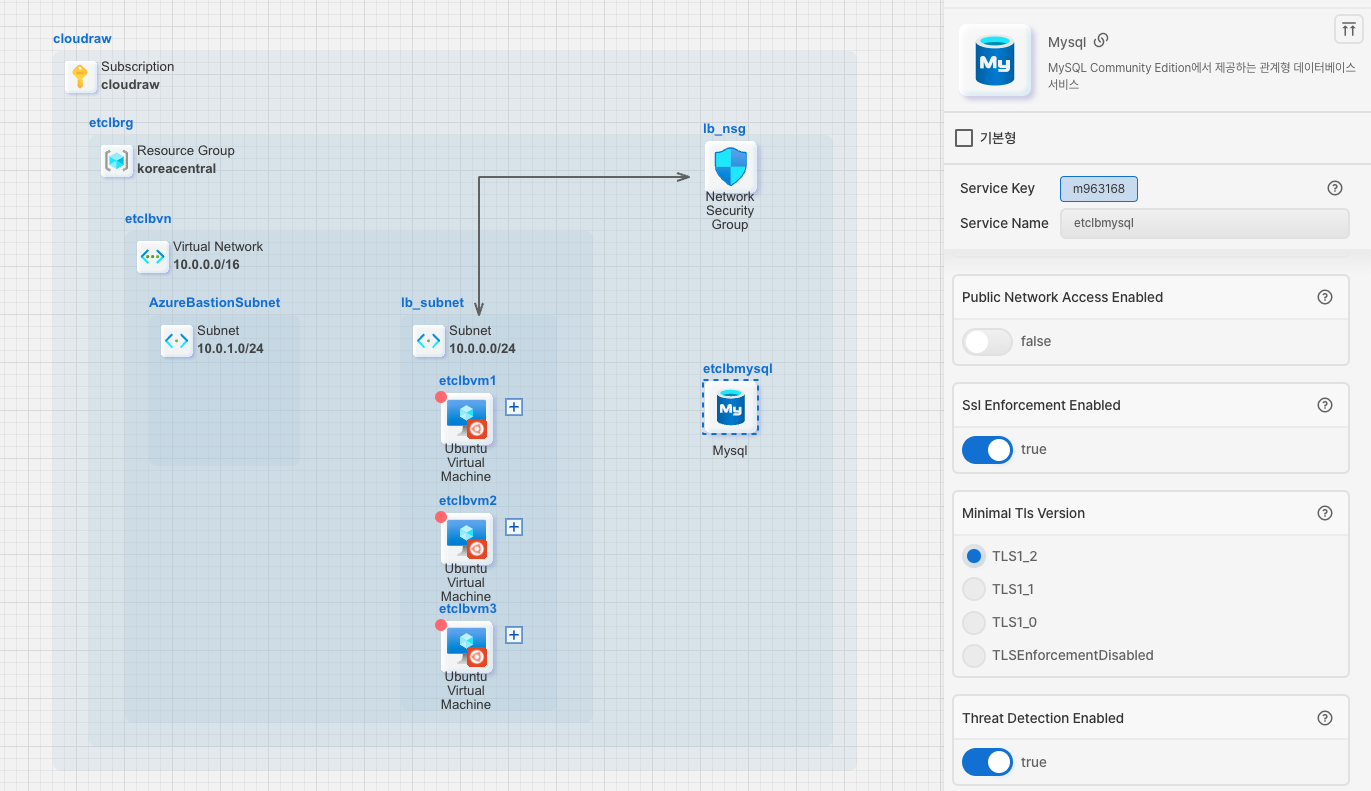 cloudraw
Subscription
cloudraw
etclbrg
Resource Group
koreacentral
lb_nsg
Network
Security
Group
etclbvn
Virtual Network
10.0.0.0/16
AzureBastionSubnet
Subnet
10.0.1.0/24
lb_subnet
Subnet
10.0.0.0/24
etclbvm1
Ubuntu
Virtual
Machine
etclbvm2
Ubuntu
Virtual
Machine
etclbvm3
Ubuntu
Virtual
Machine
etclbmysql
My
Mysql
My
Mysql
MySQL Community Edition에서 제공하는 관계형 데이터베이스
서비스
기본형
Service Key m963168
Service Name etclbmysql
Public Network Access Enabled
false
Ssl Enforcement Enabled
true
Minimal Tls Version
TLS1_2
TLS1_1
TLS1_0
TLSEnforcementDisabled
Threat Detection Enabled
true